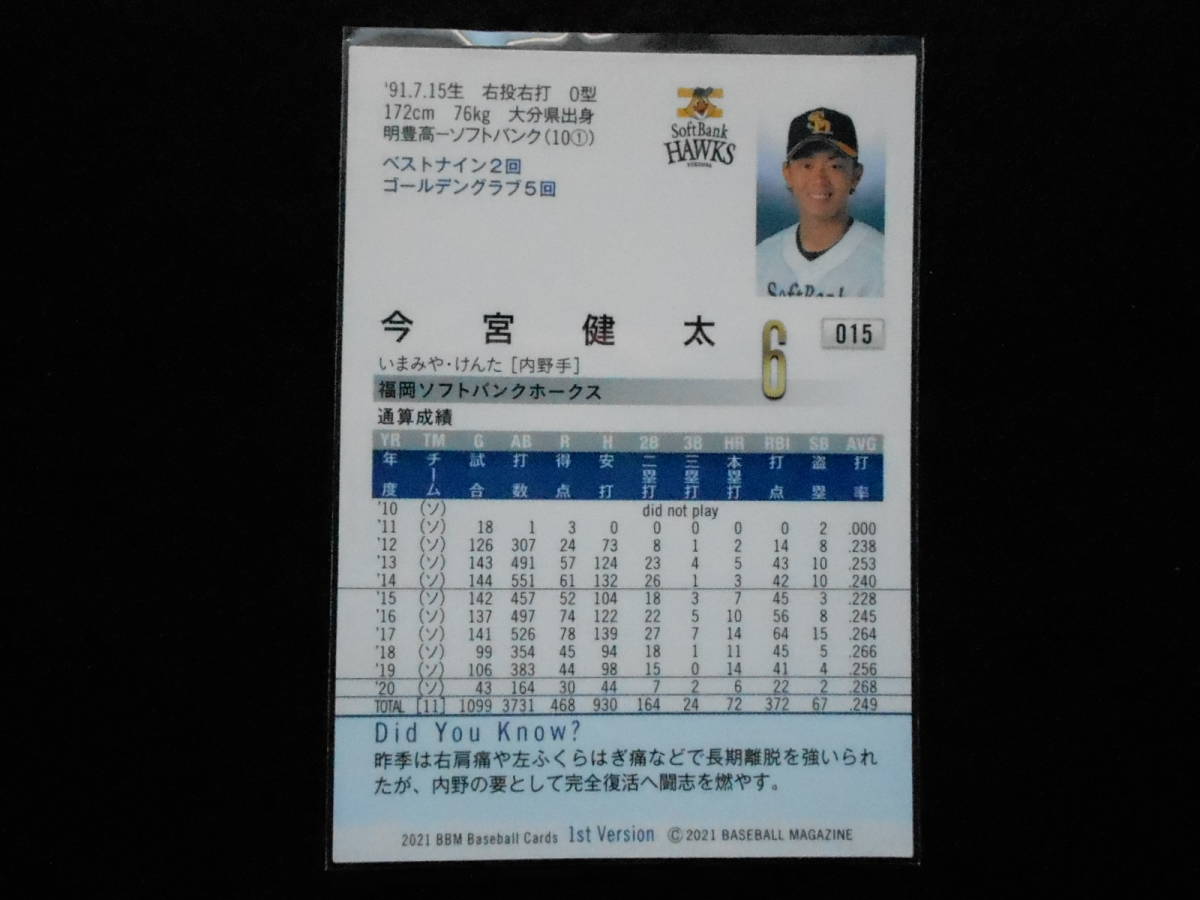 '91.7.15生 右投右打 O型
172cm 76kg 大分県出身
明豊高―ソフトバンク(10①)
ベストナイン2回
ゴールデングラブ5回
SoftBank
HAWKS
SoftBank
今宮健太 6 015
いまみや・けんた [内野手]
福岡ソフトバンクホークス
通算成績
YR TM G AB R H 2B 3B HR RBI SB AVG
年度 チーム 試合 打数 得点 安打 二塁打 三塁打 本塁打 打点 盗塁 打率
'10 (ソ) did not play
'11 (ソ) 18 1 3 0 0 0 0 0 2 .000
'12 (ソ) 126 307 24 73 8 1 2 14 8 .238
'13 (ソ) 143 491 57 124 23 4 5 43 10 .253
'14 (ソ) 144 551 61 132 26 1 3 42 10 .240
'15 (ソ) 142 457 52 104 18 3 7 45 3 .228
'16 (ソ) 137 497 74 122 22 5 10 56 8 .245
'17 (ソ) 141 526 78 139 27 7 14 64 15 .264
'18 (ソ) 99 354 45 94 18 1 11 45 5 .266
'19 (ソ) 106 383 44 98 15 0 14 41 4 .256
'20 (ソ) 43 164 30 44 7 2 6 22 2 .268
TOTAL [11] 1099 3731 468 930 164 24 72 372 67 .249
Did You Know?
昨季は右肩痛や左ふくらはぎ痛などで長期離脱を強いられ
たが、内野の要として完全復活へ闘志を燃やす。
2021 BBM Baseball Cards 1st Version ©2021 BASEBALL MAGAZINE